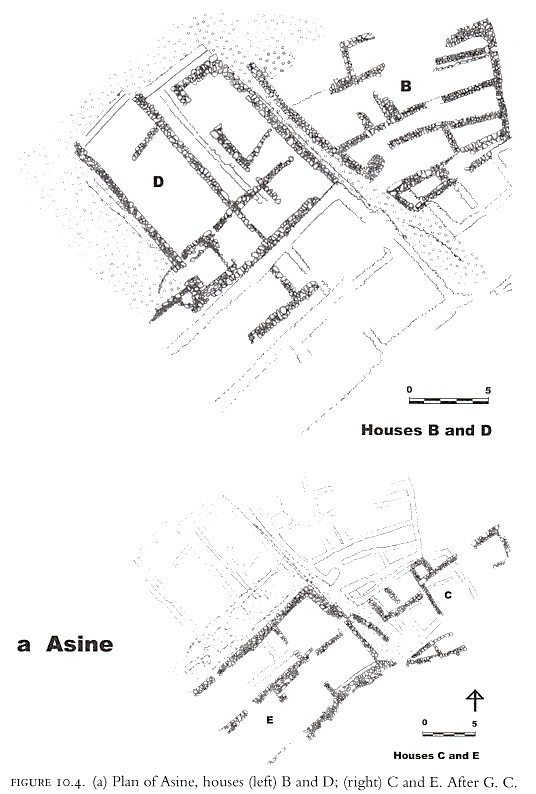 B
D
0 5
Houses B and D
C
a Asine
E
0 5
Houses C and E
FIGURE 10.4. (a) Plan of Asine, houses (left) B and D; (right) C and E. After G. C.